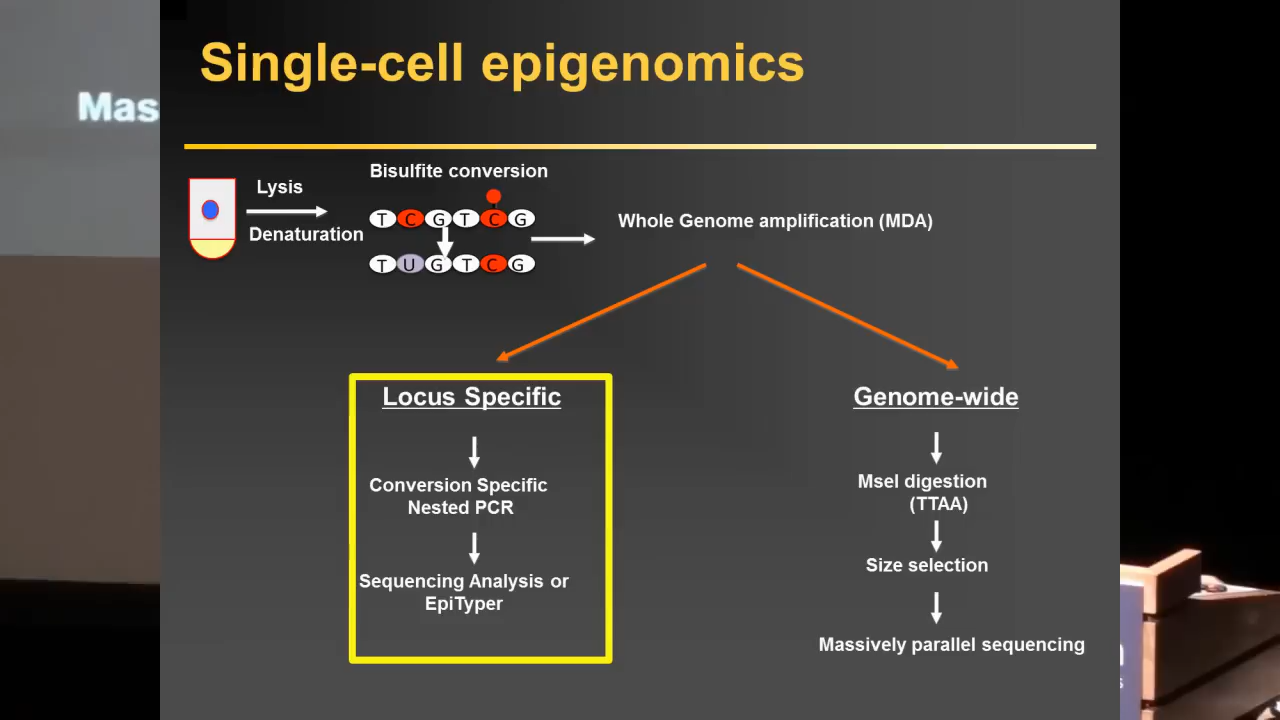 Single-cell epigenomics
Mas
Bisulfite conversion
Lysis
Denaturation
T C G T C G
T U G T C G
Whole Genome amplification (MDA)
Locus Specific
Conversion Specific
Nested PCR
Sequencing Analysis or
EpiTyper
Genome-wide
MseI digestion
(TTAA)
Size selection
Massively parallel sequencing